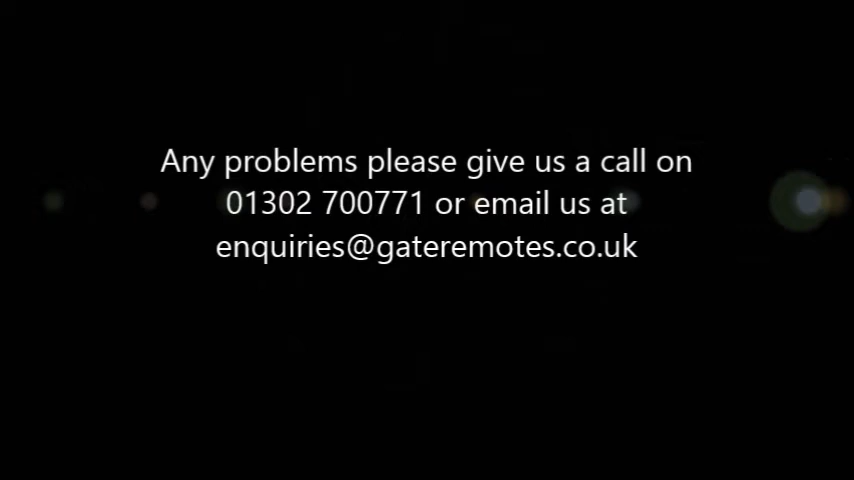 Any problems please give us a call on
01302 700771 or email us at
enquiries@gateremotes.co.uk